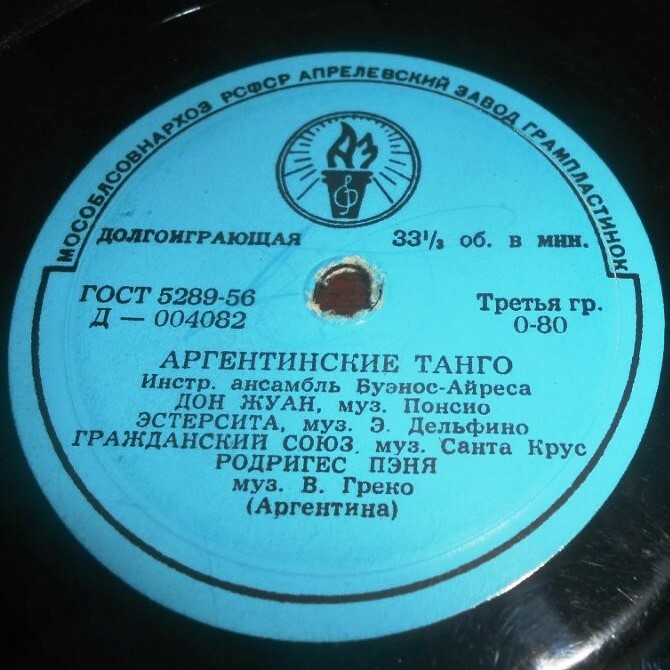 МОСОБЛСОВНАРХОЗ РСФСР АПРЕЛЕВСКИЙ ЗАВОД ГРАМПЛАСТИНОК
АЗ
ДОЛГОИГРАЮЩАЯ 33⅓ об. в мин.
ГОСТ 5289-56 Третья гр.
Д — 004082 0-80
АРГЕНТИНСКИЕ ТАНГО
Инстр. ансамбль Буэнос-Айреса
ДОН ЖУАН, муз. Понсио
ЭСТЕРСИТА, муз. Э. Дельфино
ГРАЖДАНСКИЙ СОЮЗ, муз. Санта Крус
РОДРИГЕС ПЭНЯ
муз. В. Греко
(Аргентина)